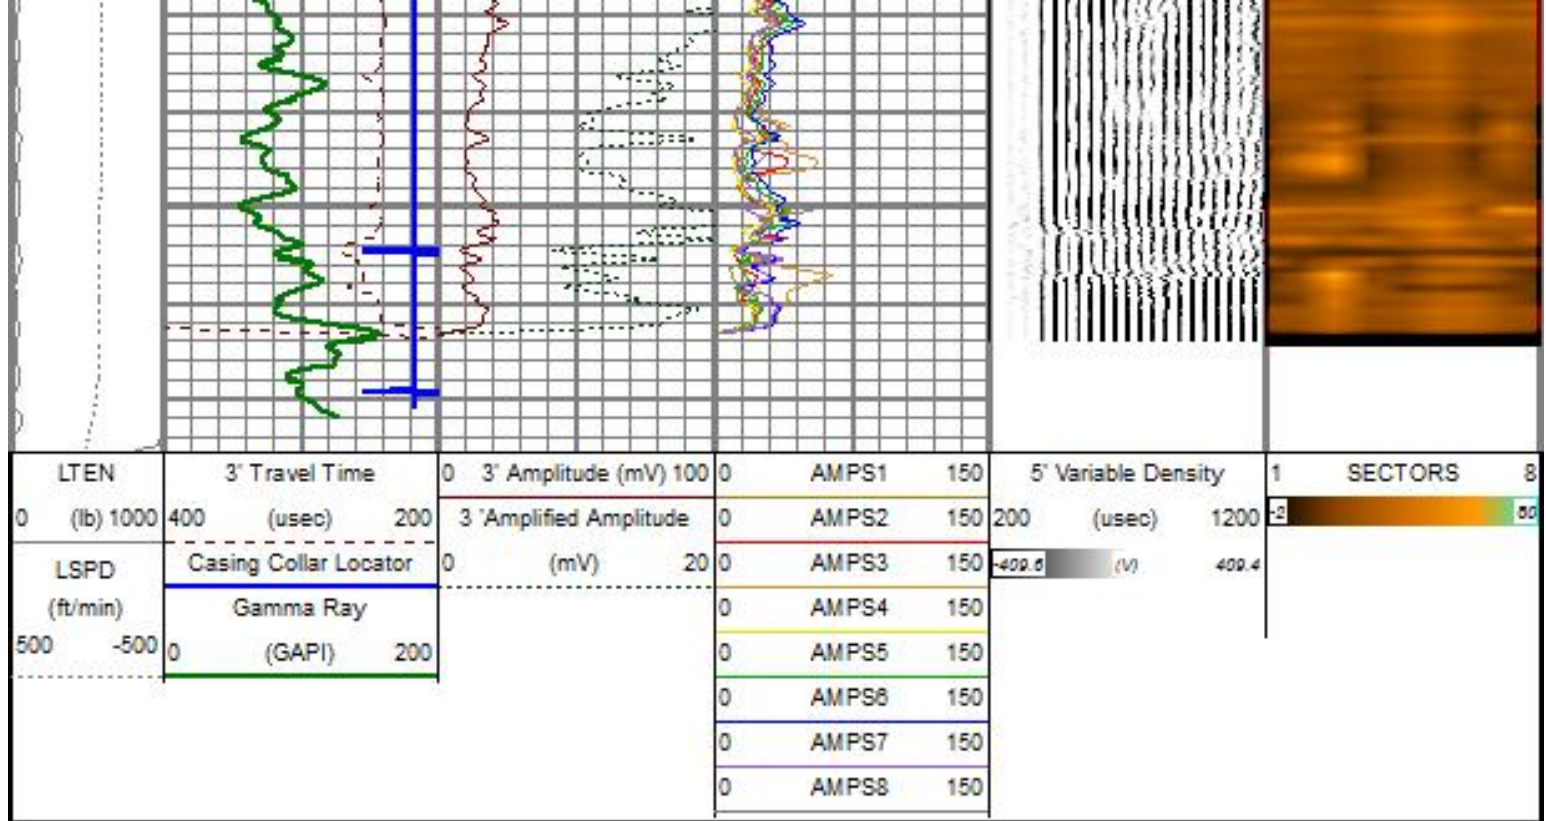 LTEN
0 (lb) 1000
LSPD
(ft/min)
500 -500
3' Travel Time
400 (usec) 200
Casing Collar Locator
Gamma Ray
0 (GAPI) 200
0 3' Amplitude (mV) 100
3 'Amplified Amplitude
0 (mV) 20
0 AMPS1 150
0 AMPS2 150
0 AMPS3 150
0 AMPS4 150
0 AMPS5 150
0 AMPS6 150
0 AMPS7 150
0 AMPS8 150
5' Variable Density
200 (usec) 1200
-409.6 (V) 409.4
1 SECTORS 8
-2 60